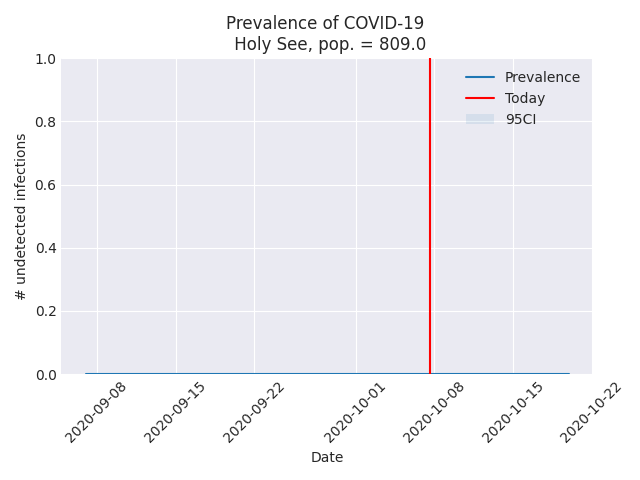 Prevalence of COVID-19
Holy See, pop. = 809.0
1.0
0.8
0.6
0.4
0.2
0.0
# undetected infections
Prevalence
Today
95CI
2020-09-08
2020-09-15
2020-09-22
2020-10-01
2020-10-08
2020-10-15
2020-10-22
Date